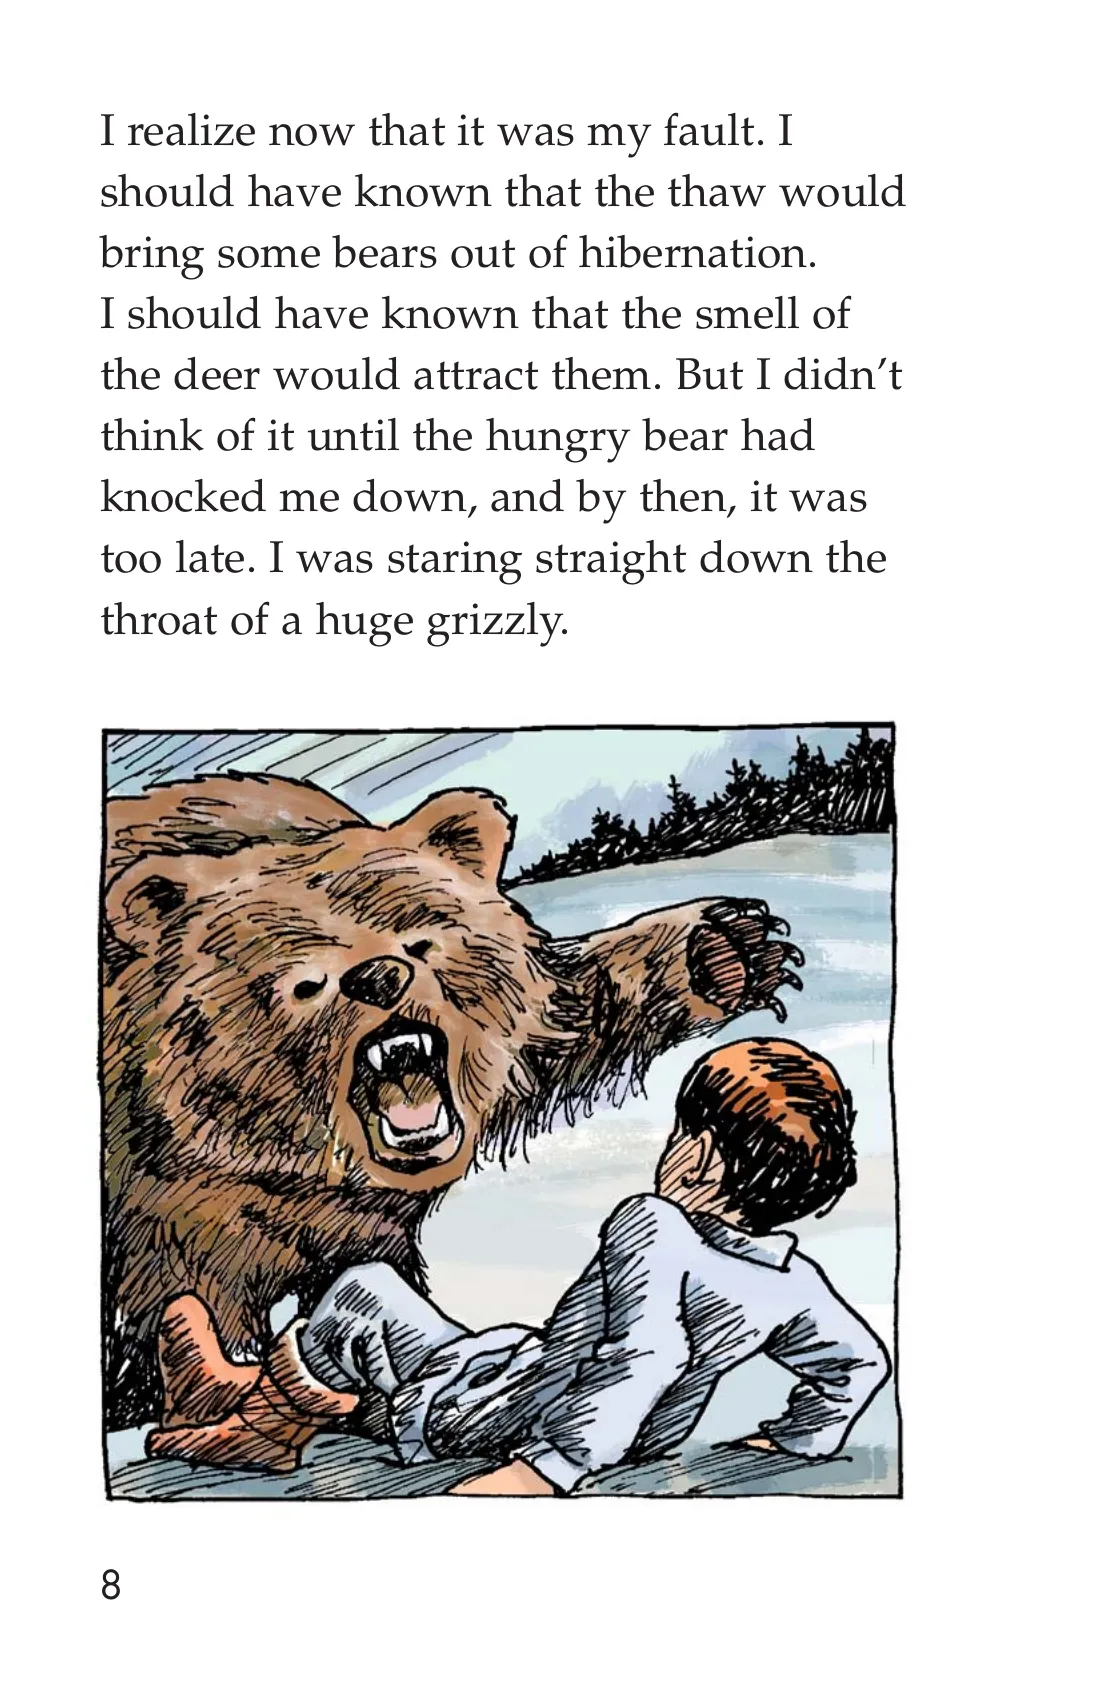 I realize now that it was my fault. I
should have known that the thaw would
bring some bears out of hibernation.
I should have known that the smell of
the deer would attract them. But I didn’t
think of it until the hungry bear had
knocked me down, and by then, it was
too late. I was staring straight down the
throat of a huge grizzly.
8